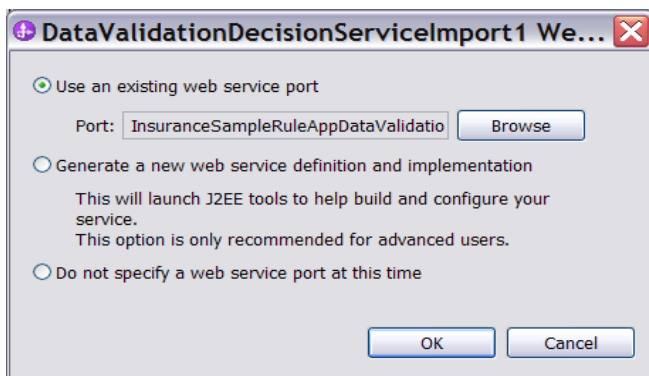 DataValidationDecisionServiceImport1 We...
Use an existing web service port
Port: InsuranceSampleRuleAppDataValidatio Browse
Generate a new web service definition and implementation
This will launch J2EE tools to help build and configure your
service.
This option is only recommended for advanced users.
Do not specify a web service port at this time
OK Cancel